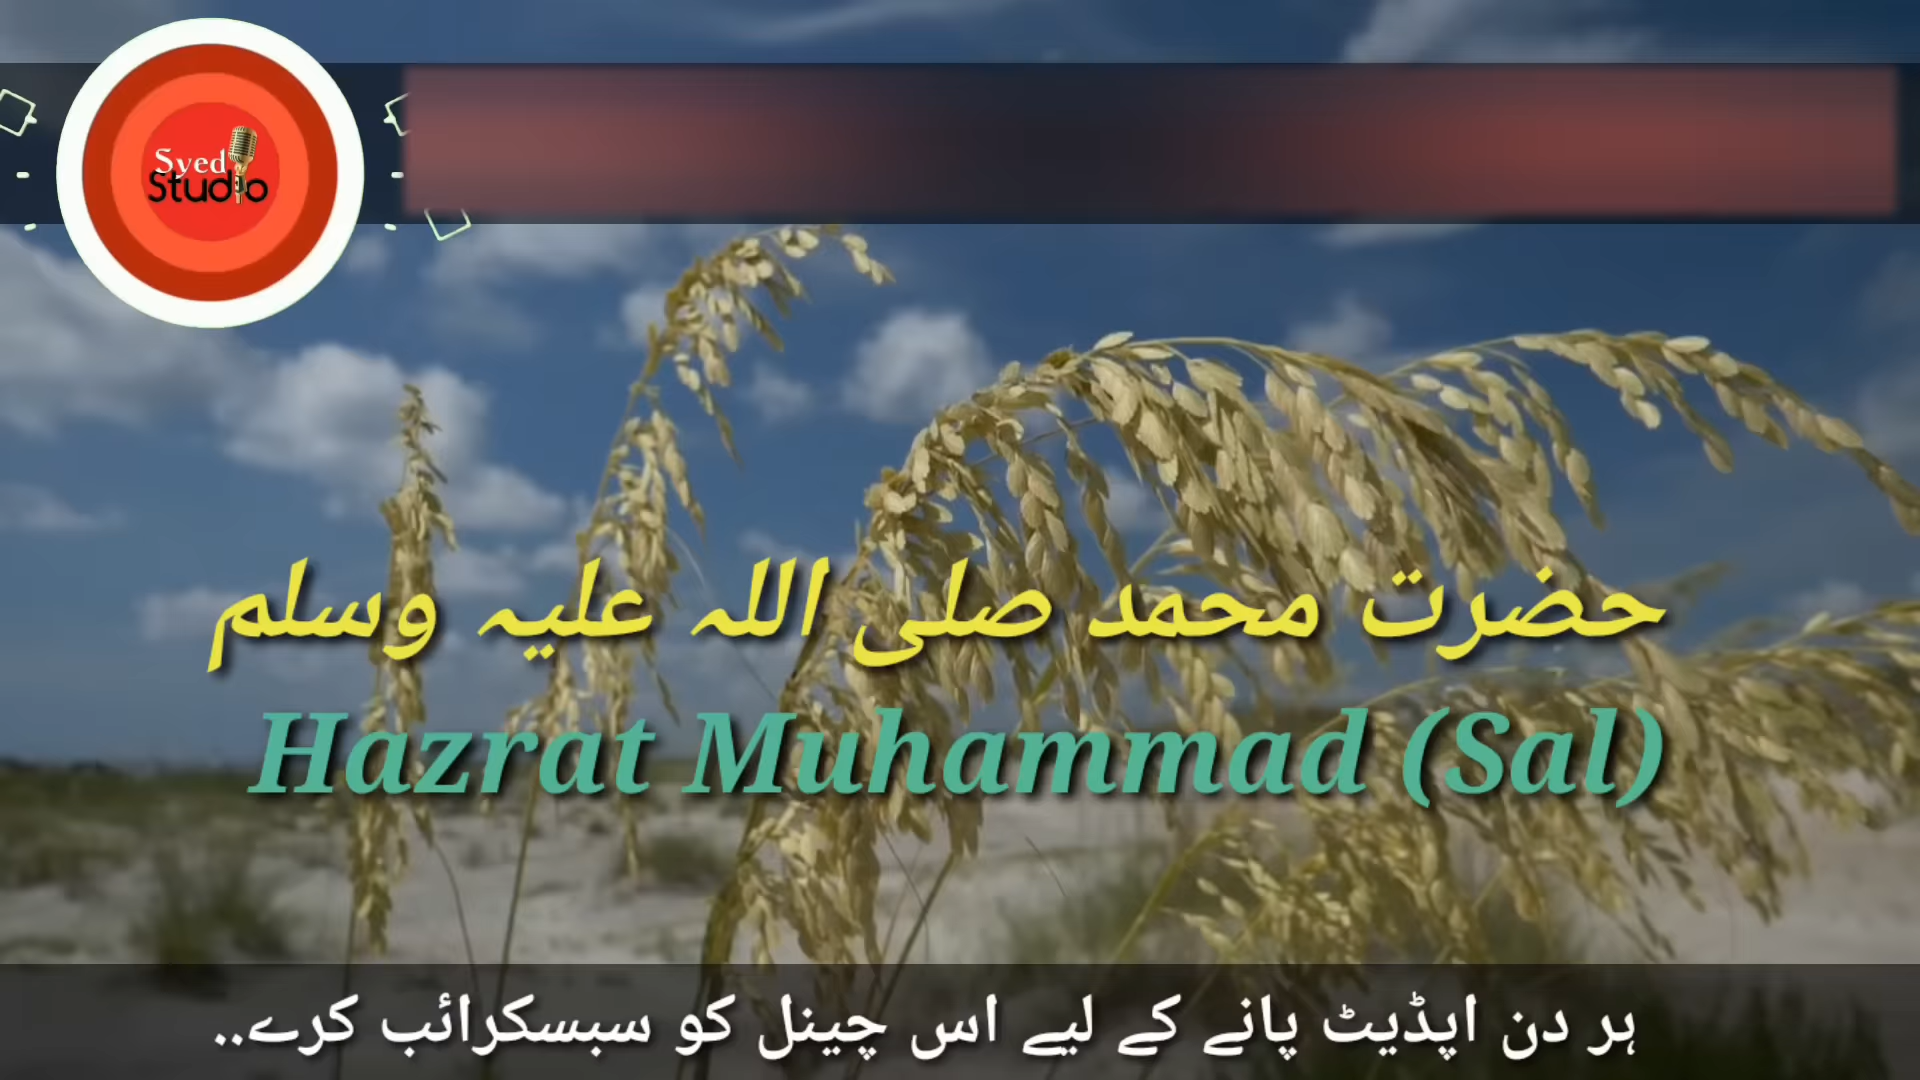 Syed
Studio
حضرت محمد صلی اللہ علیہ وسلم
Hazrat Muhammad (Sal)
ہر دن اپڈیٹ پانے کے لیے اس چینل کو سبسکرائب کرے..